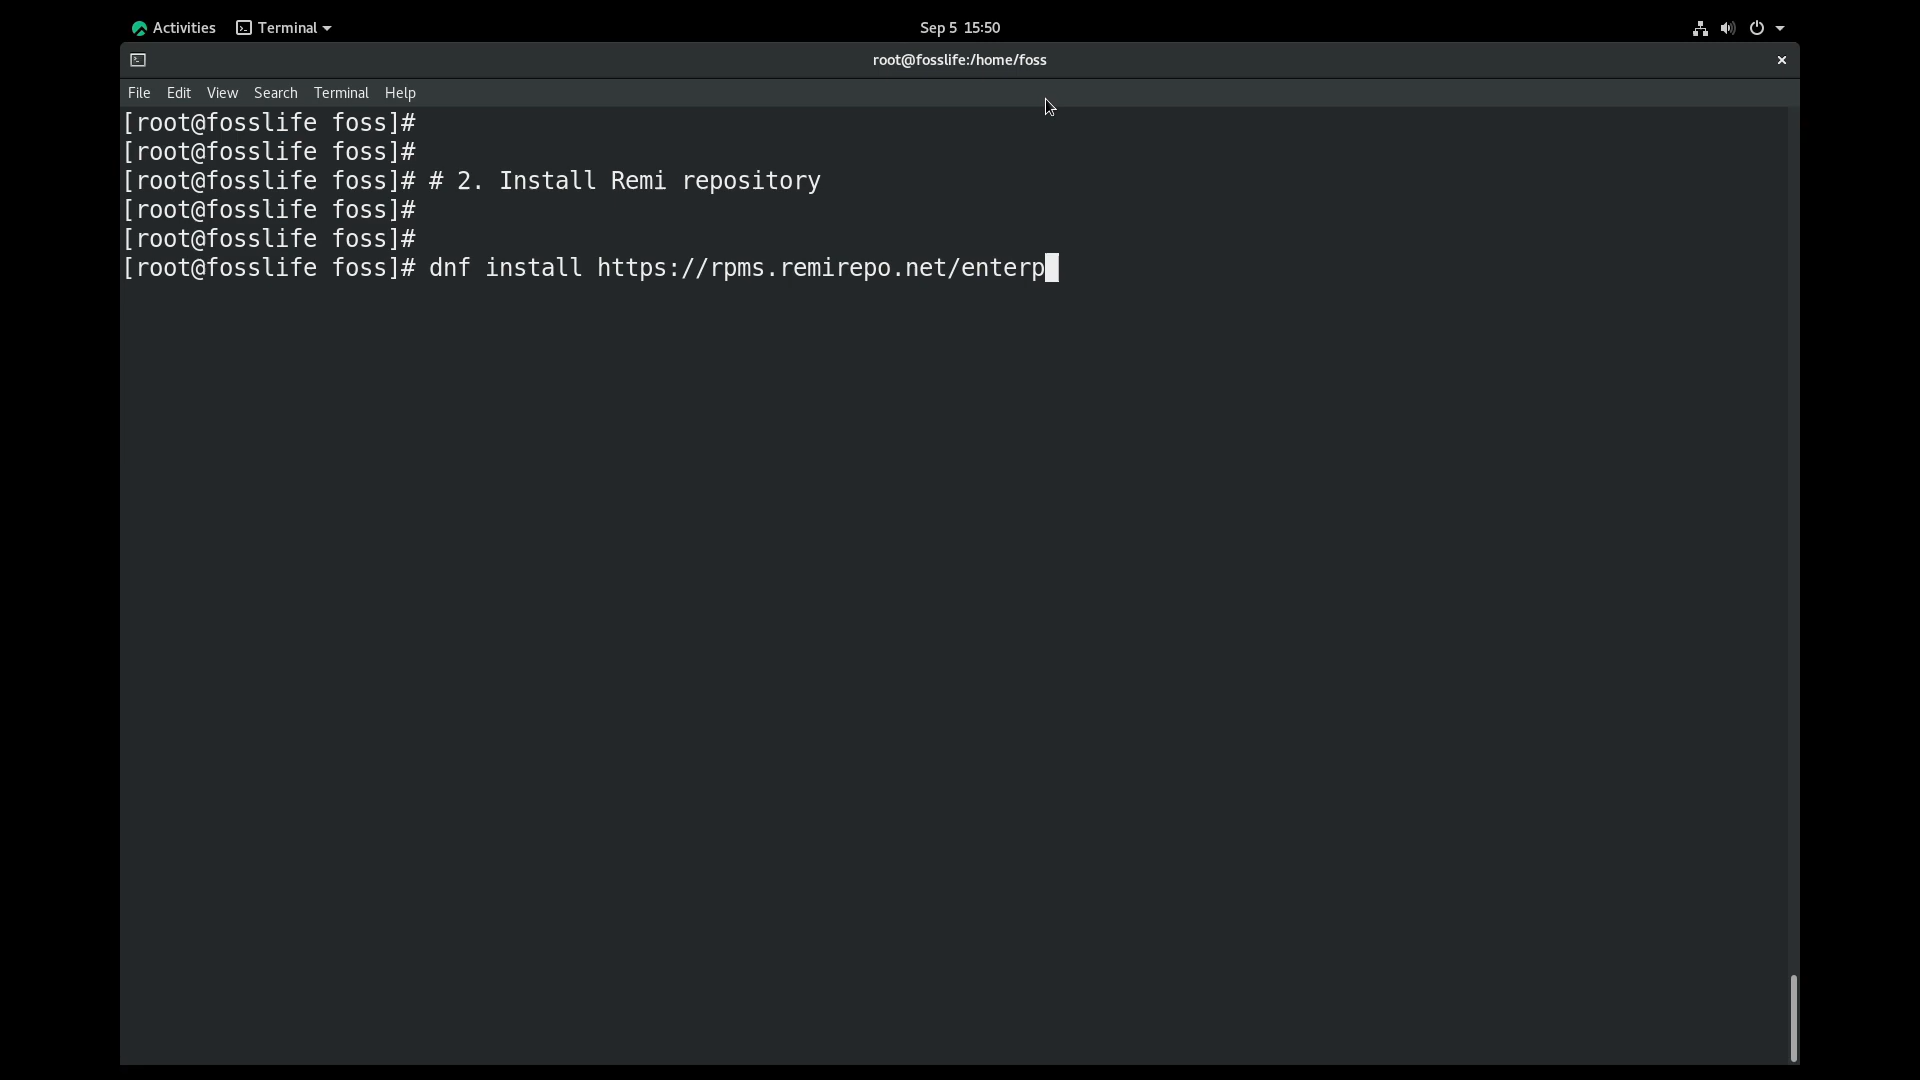 Activities Terminal Sep 5 15:50
root@fosslife:/home/foss
File Edit View Search Terminal Help
[root@fosslife foss]#
[root@fosslife foss]#
[root@fosslife foss]# # 2. Install Remi repository
[root@fosslife foss]#
[root@fosslife foss]#
[root@fosslife foss]# dnf install https://rpms.remirepo.net/enterp